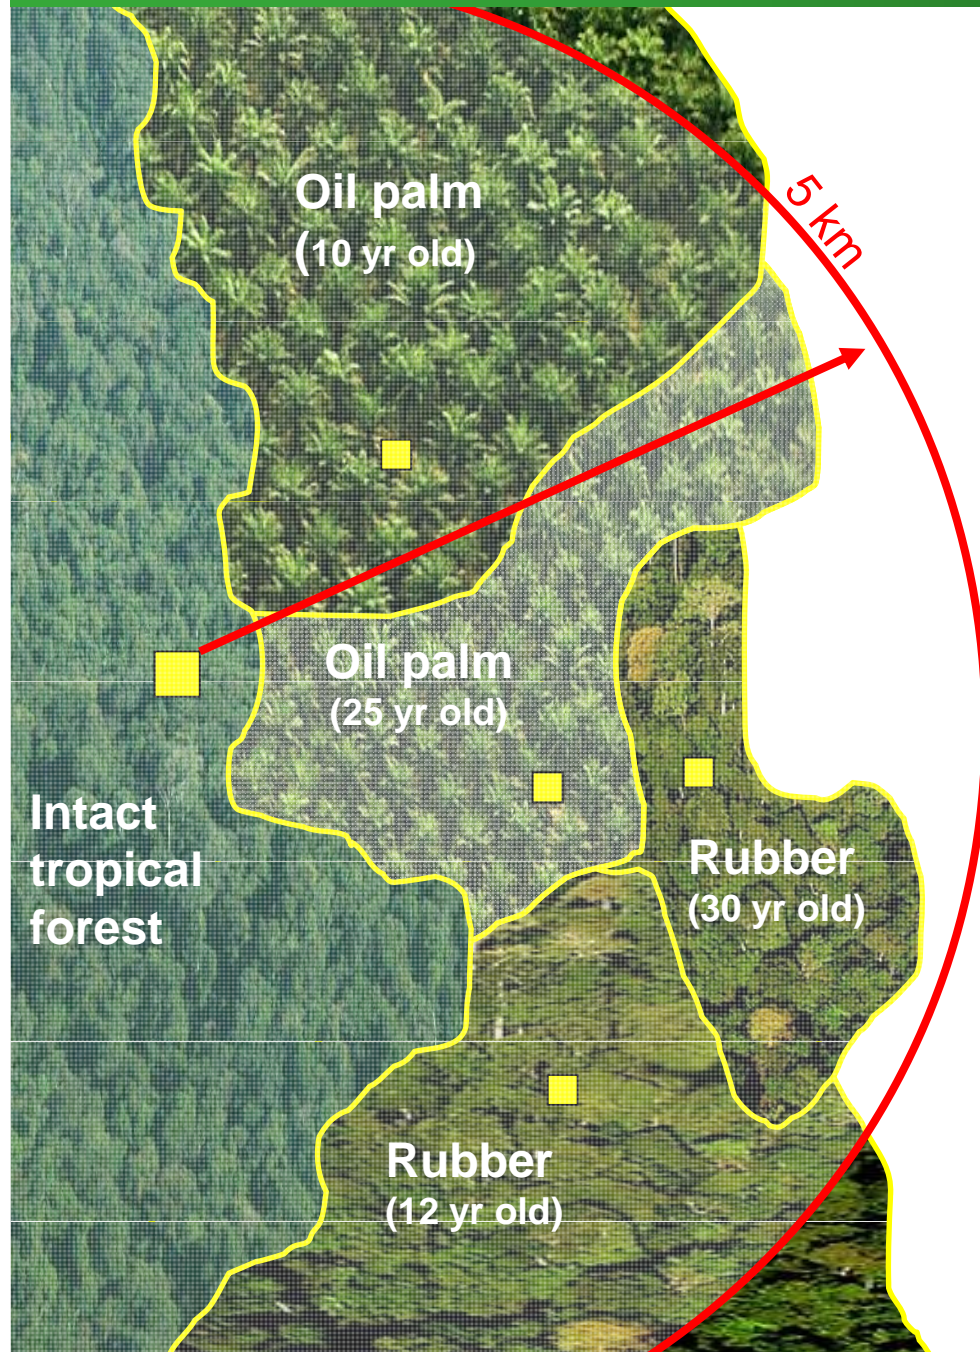 Oil palm
(10 yr old)
5 km
Oil palm
(25 yr old)
Intact
tropical
forest
Rubber
(30 yr old)
Rubber
(12 yr old)